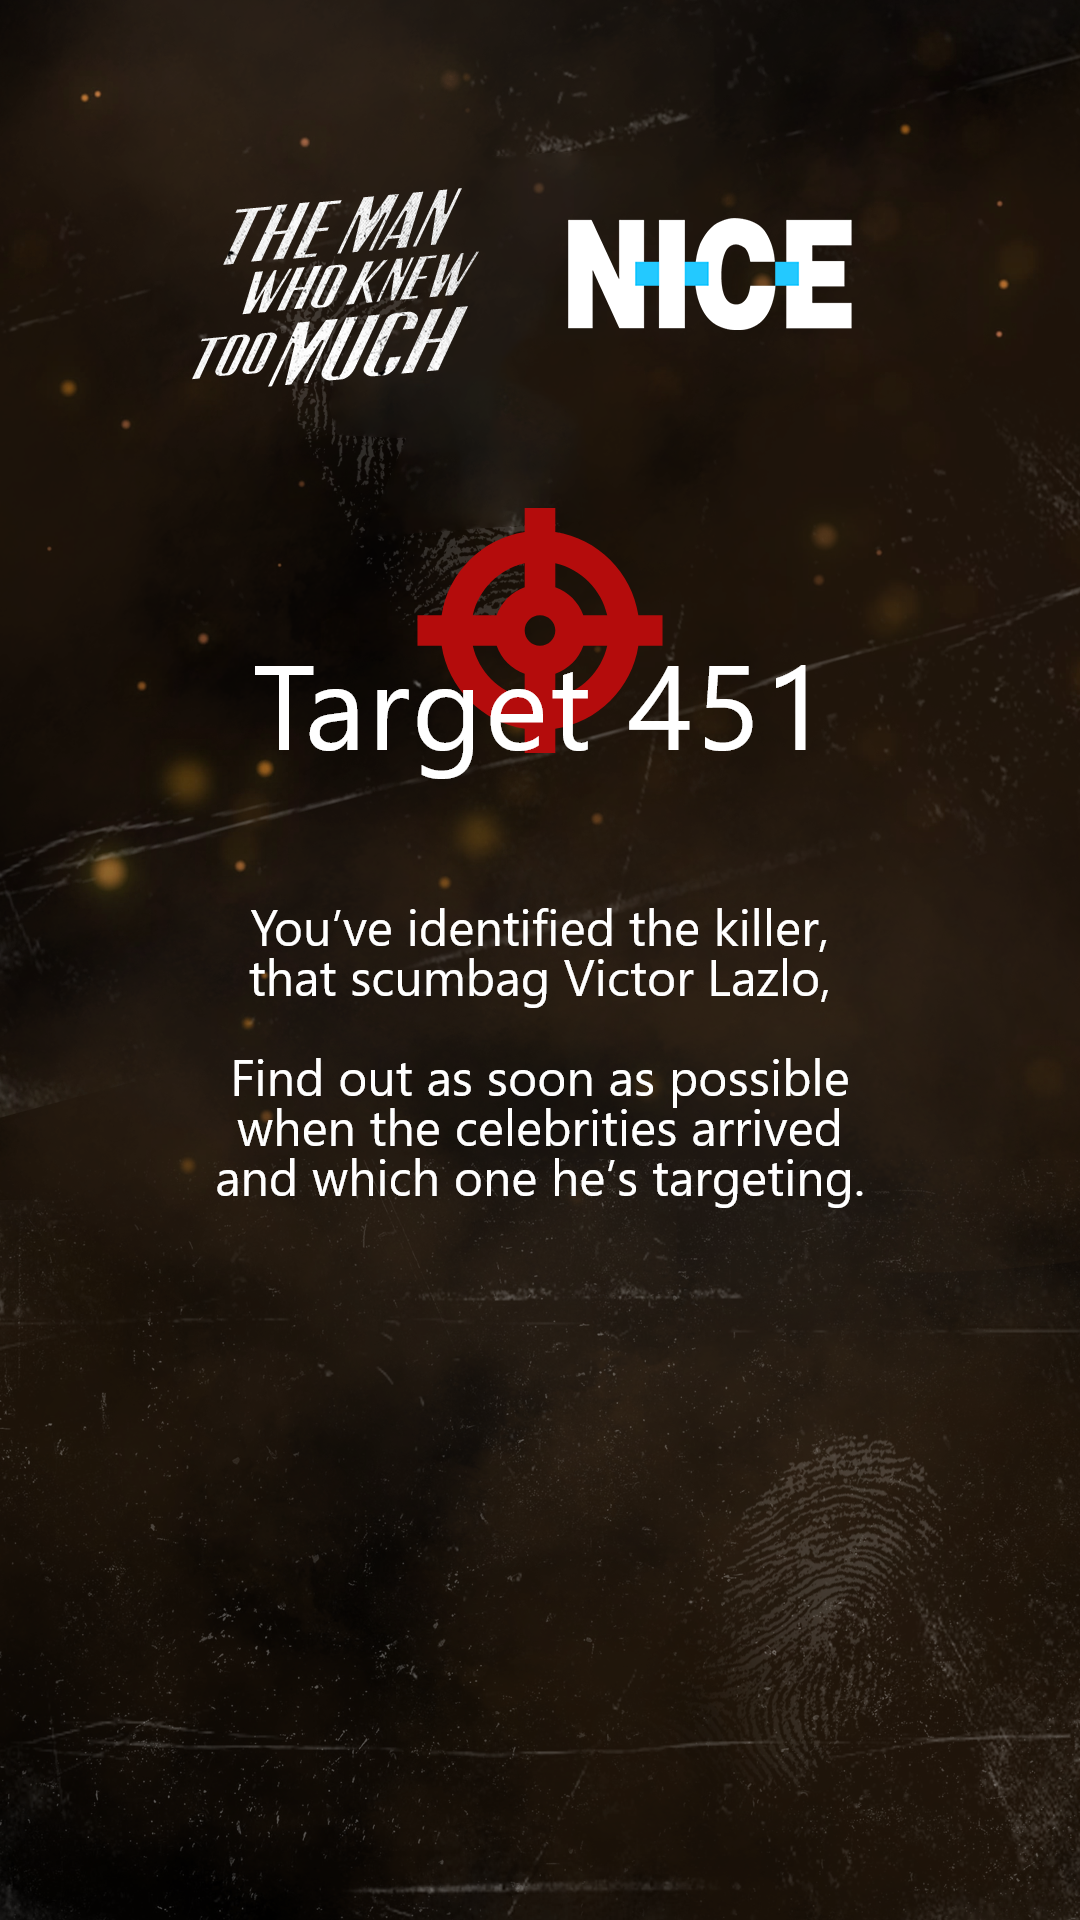 THE MAN
WHO KNEW
TOO MUCH
NICE
Target 451
You’ve identified the killer,
that scumbag Victor Lazlo,
Find out as soon as possible
when the celebrities arrived
and which one he’s targeting.